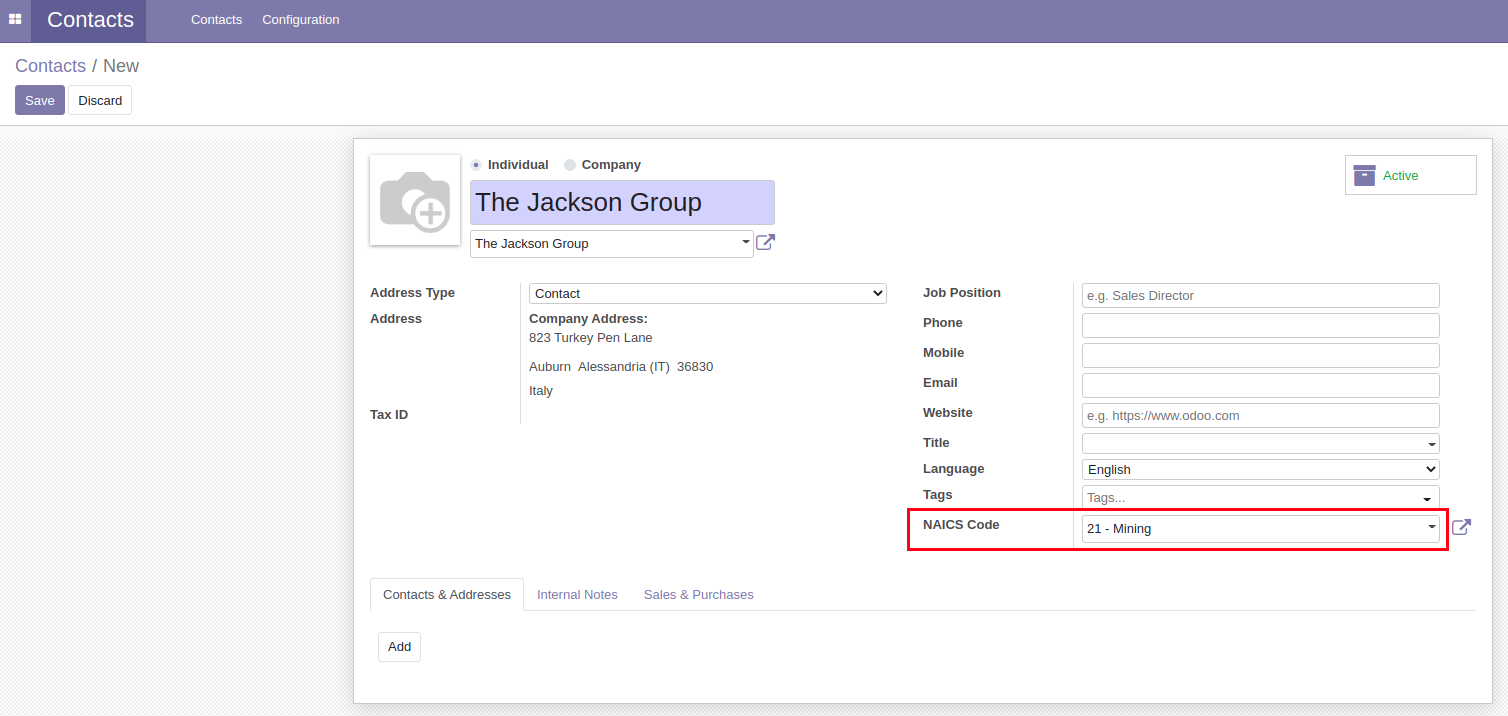 Contacts
Contacts
Configuration
Contacts / New
Save
Discard
Individual
Company
Active
The Jackson Group
The Jackson Group
Address Type
Contact
Address
Company Address:
823 Turkey Pen Lane
Auburn Alessandria (IT) 36830
Italy
Tax ID
Job Position
e.g. Sales Director
Phone
Mobile
Email
Website
e.g. https://www.odoo.com
Title
Language
English
Tags
Tags...
NAICS Code
21 - Mining
Contacts & Addresses
Internal Notes
Sales & Purchases
Add